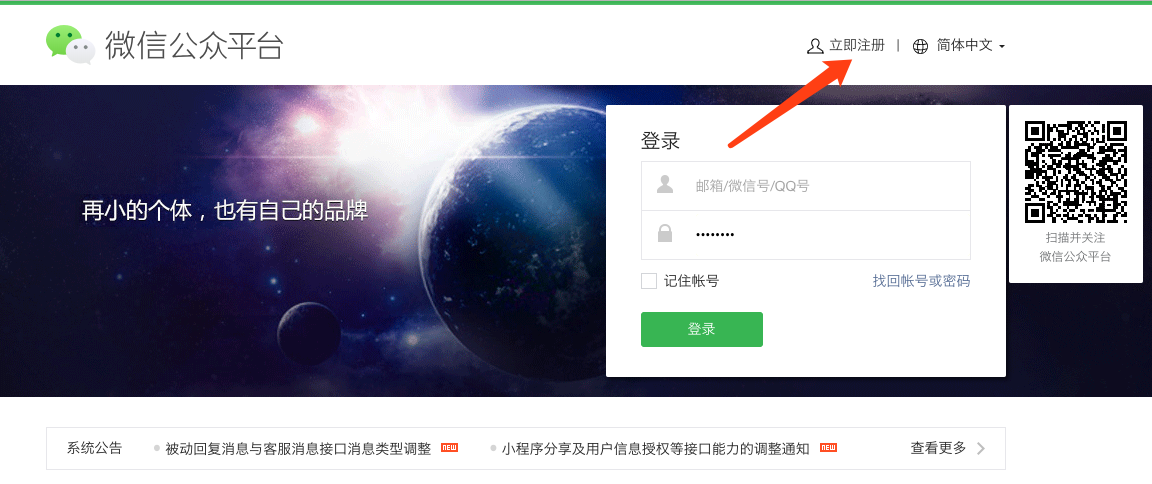 微信公众平台
立即注册 | 简体中文
登录
邮箱/微信号/QQ号
••••••••
记住帐号 找回帐号或密码
登录
再小的个体，也有自己的品牌
扫描并关注
微信公众平台
系统公告 被动回复消息与客服消息接口消息类型调整 NEW 小程序分享及用户信息授权等接口能力的调整通知 NEW 查看更多